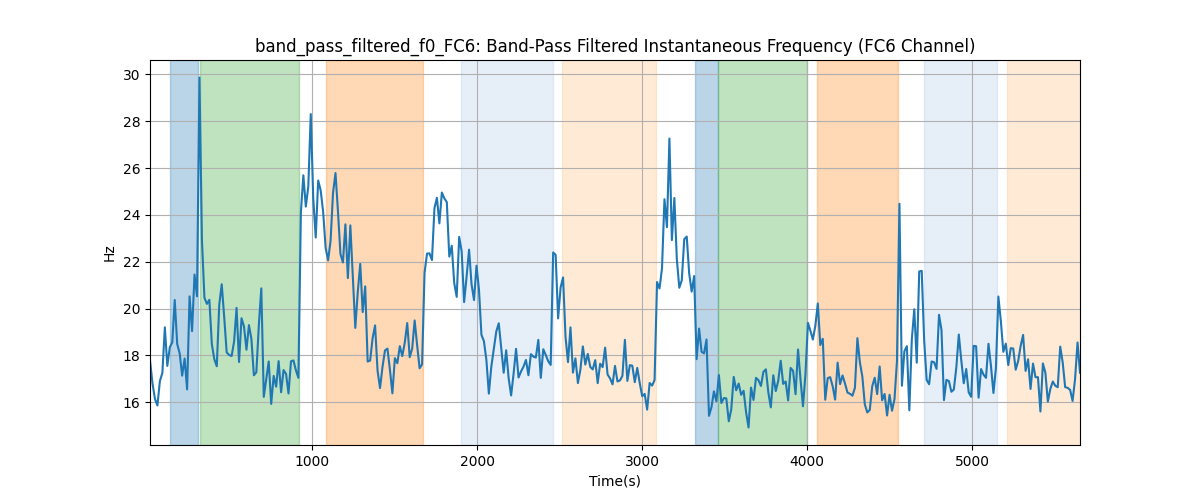 band_pass_filtered_f0_FC6: Band-Pass Filtered Instantaneous Frequency (FC6 Channel)
30
28
26
24
22
20
18
16
Hz
1000 2000 3000 4000 5000
Time(s)